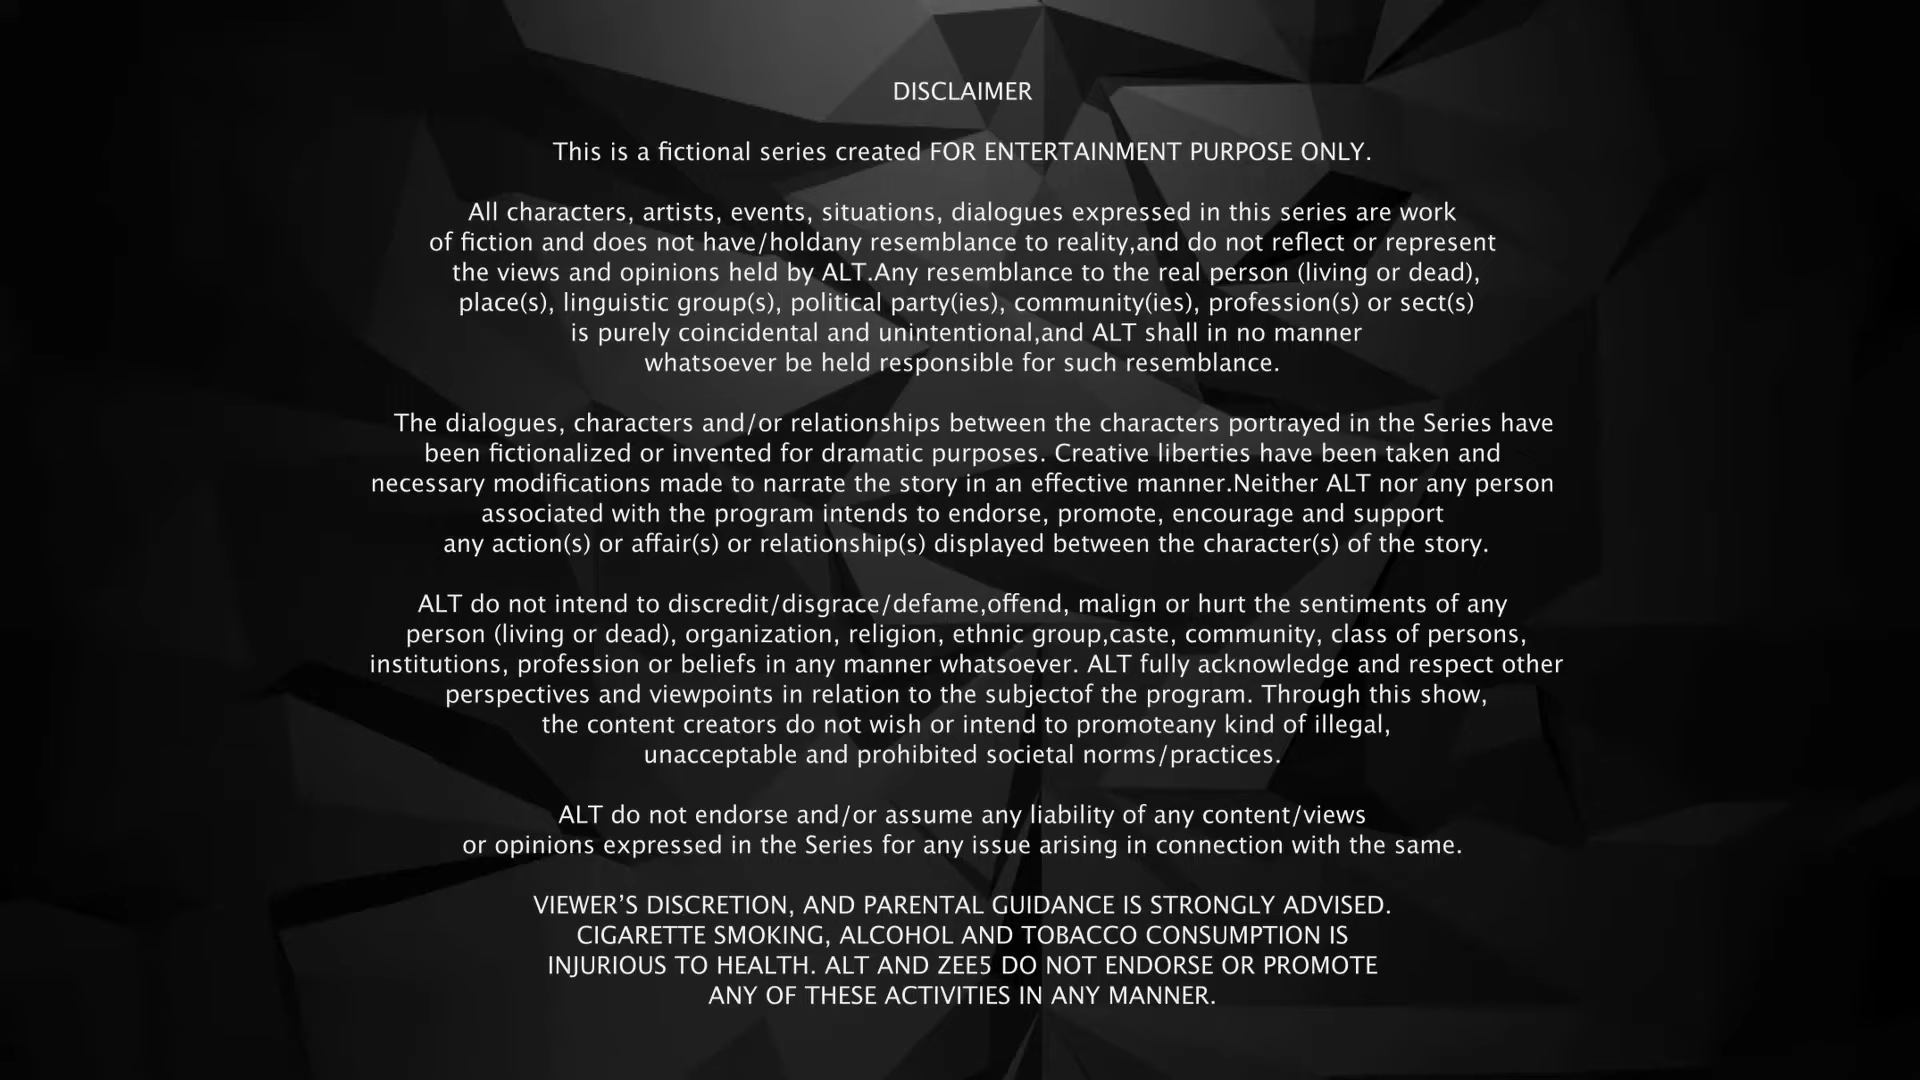 DISCLAIMER
This is a fictional series created FOR ENTERTAINMENT PURPOSE ONLY.
All characters, artists, events, situations, dialogues expressed in this series are work
of fiction and does not have/holdany resemblance to reality,and do not reflect or represent
the views and opinions held by ALT.Any resemblance to the real person (living or dead),
place(s), linguistic group(s), political party(ies), community(ies), profession(s) or sect(s)
is purely coincidental and unintentional,and ALT shall in no manner
whatsoever be held responsible for such resemblance.
The dialogues, characters and/or relationships between the characters portrayed in the Series have
been fictionalized or invented for dramatic purposes. Creative liberties have been taken and
necessary modifications made to narrate the story in an effective manner.Neither ALT nor any person
associated with the program intends to endorse, promote, encourage and support
any action(s) or affair(s) or relationship(s) displayed between the character(s) of the story.
ALT do not intend to discredit/disgrace/defame,offend, malign or hurt the sentiments of any
person (living or dead), organization, religion, ethnic group,caste, community, class of persons,
institutions, profession or beliefs in any manner whatsoever. ALT fully acknowledge and respect other
perspectives and viewpoints in relation to the subjectof the program. Through this show,
the content creators do not wish or intend to promoteany kind of illegal,
unacceptable and prohibited societal norms/practices.
ALT do not endorse and/or assume any liability of any content/views
or opinions expressed in the Series for any issue arising in connection with the same.
VIEWER’S DISCRETION, AND PARENTAL GUIDANCE IS STRONGLY ADVISED.
CIGARETTE SMOKING, ALCOHOL AND TOBACCO CONSUMPTION IS
INJURIOUS TO HEALTH. ALT AND ZEE5 DO NOT ENDORSE OR PROMOTE
ANY OF THESE ACTIVITIES IN ANY MANNER.